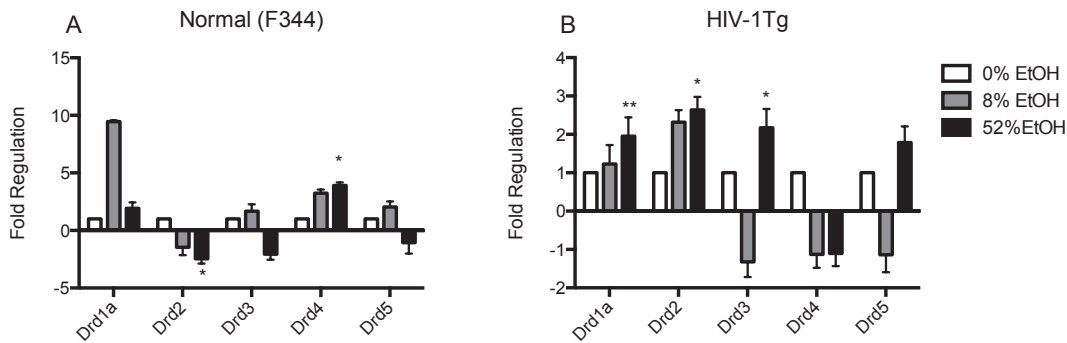 A
Normal (F344)
Fold Regulation
15
10
5
0
-5
*
*
Drd1a
Drd2
Drd3
Drd4
Drd5
B
HIV-1Tg
Fold Regulation
4
3
2
1
0
-1
-2
**
*
*
Drd1a
Drd2
Drd3
Drd4
Drd5
0% EtOH
8% EtOH
52%EtOH